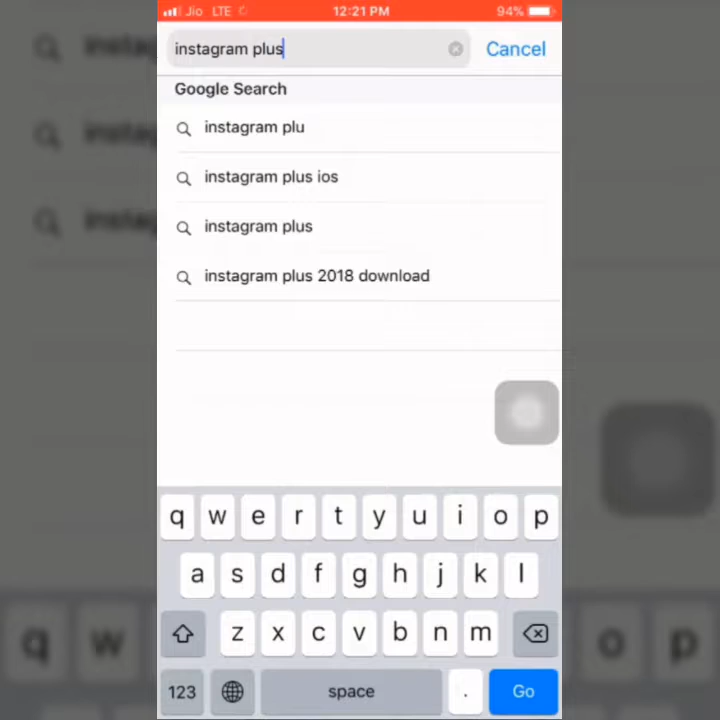 Jio LTE 12:21 PM 94%
instagram plus Cancel
Google Search
instagram plu
instagram plus ios
instagram plus
instagram plus 2018 download
q w e r t y u i o p
a s d f g h j k l
z x c v b n m
123 space . Go